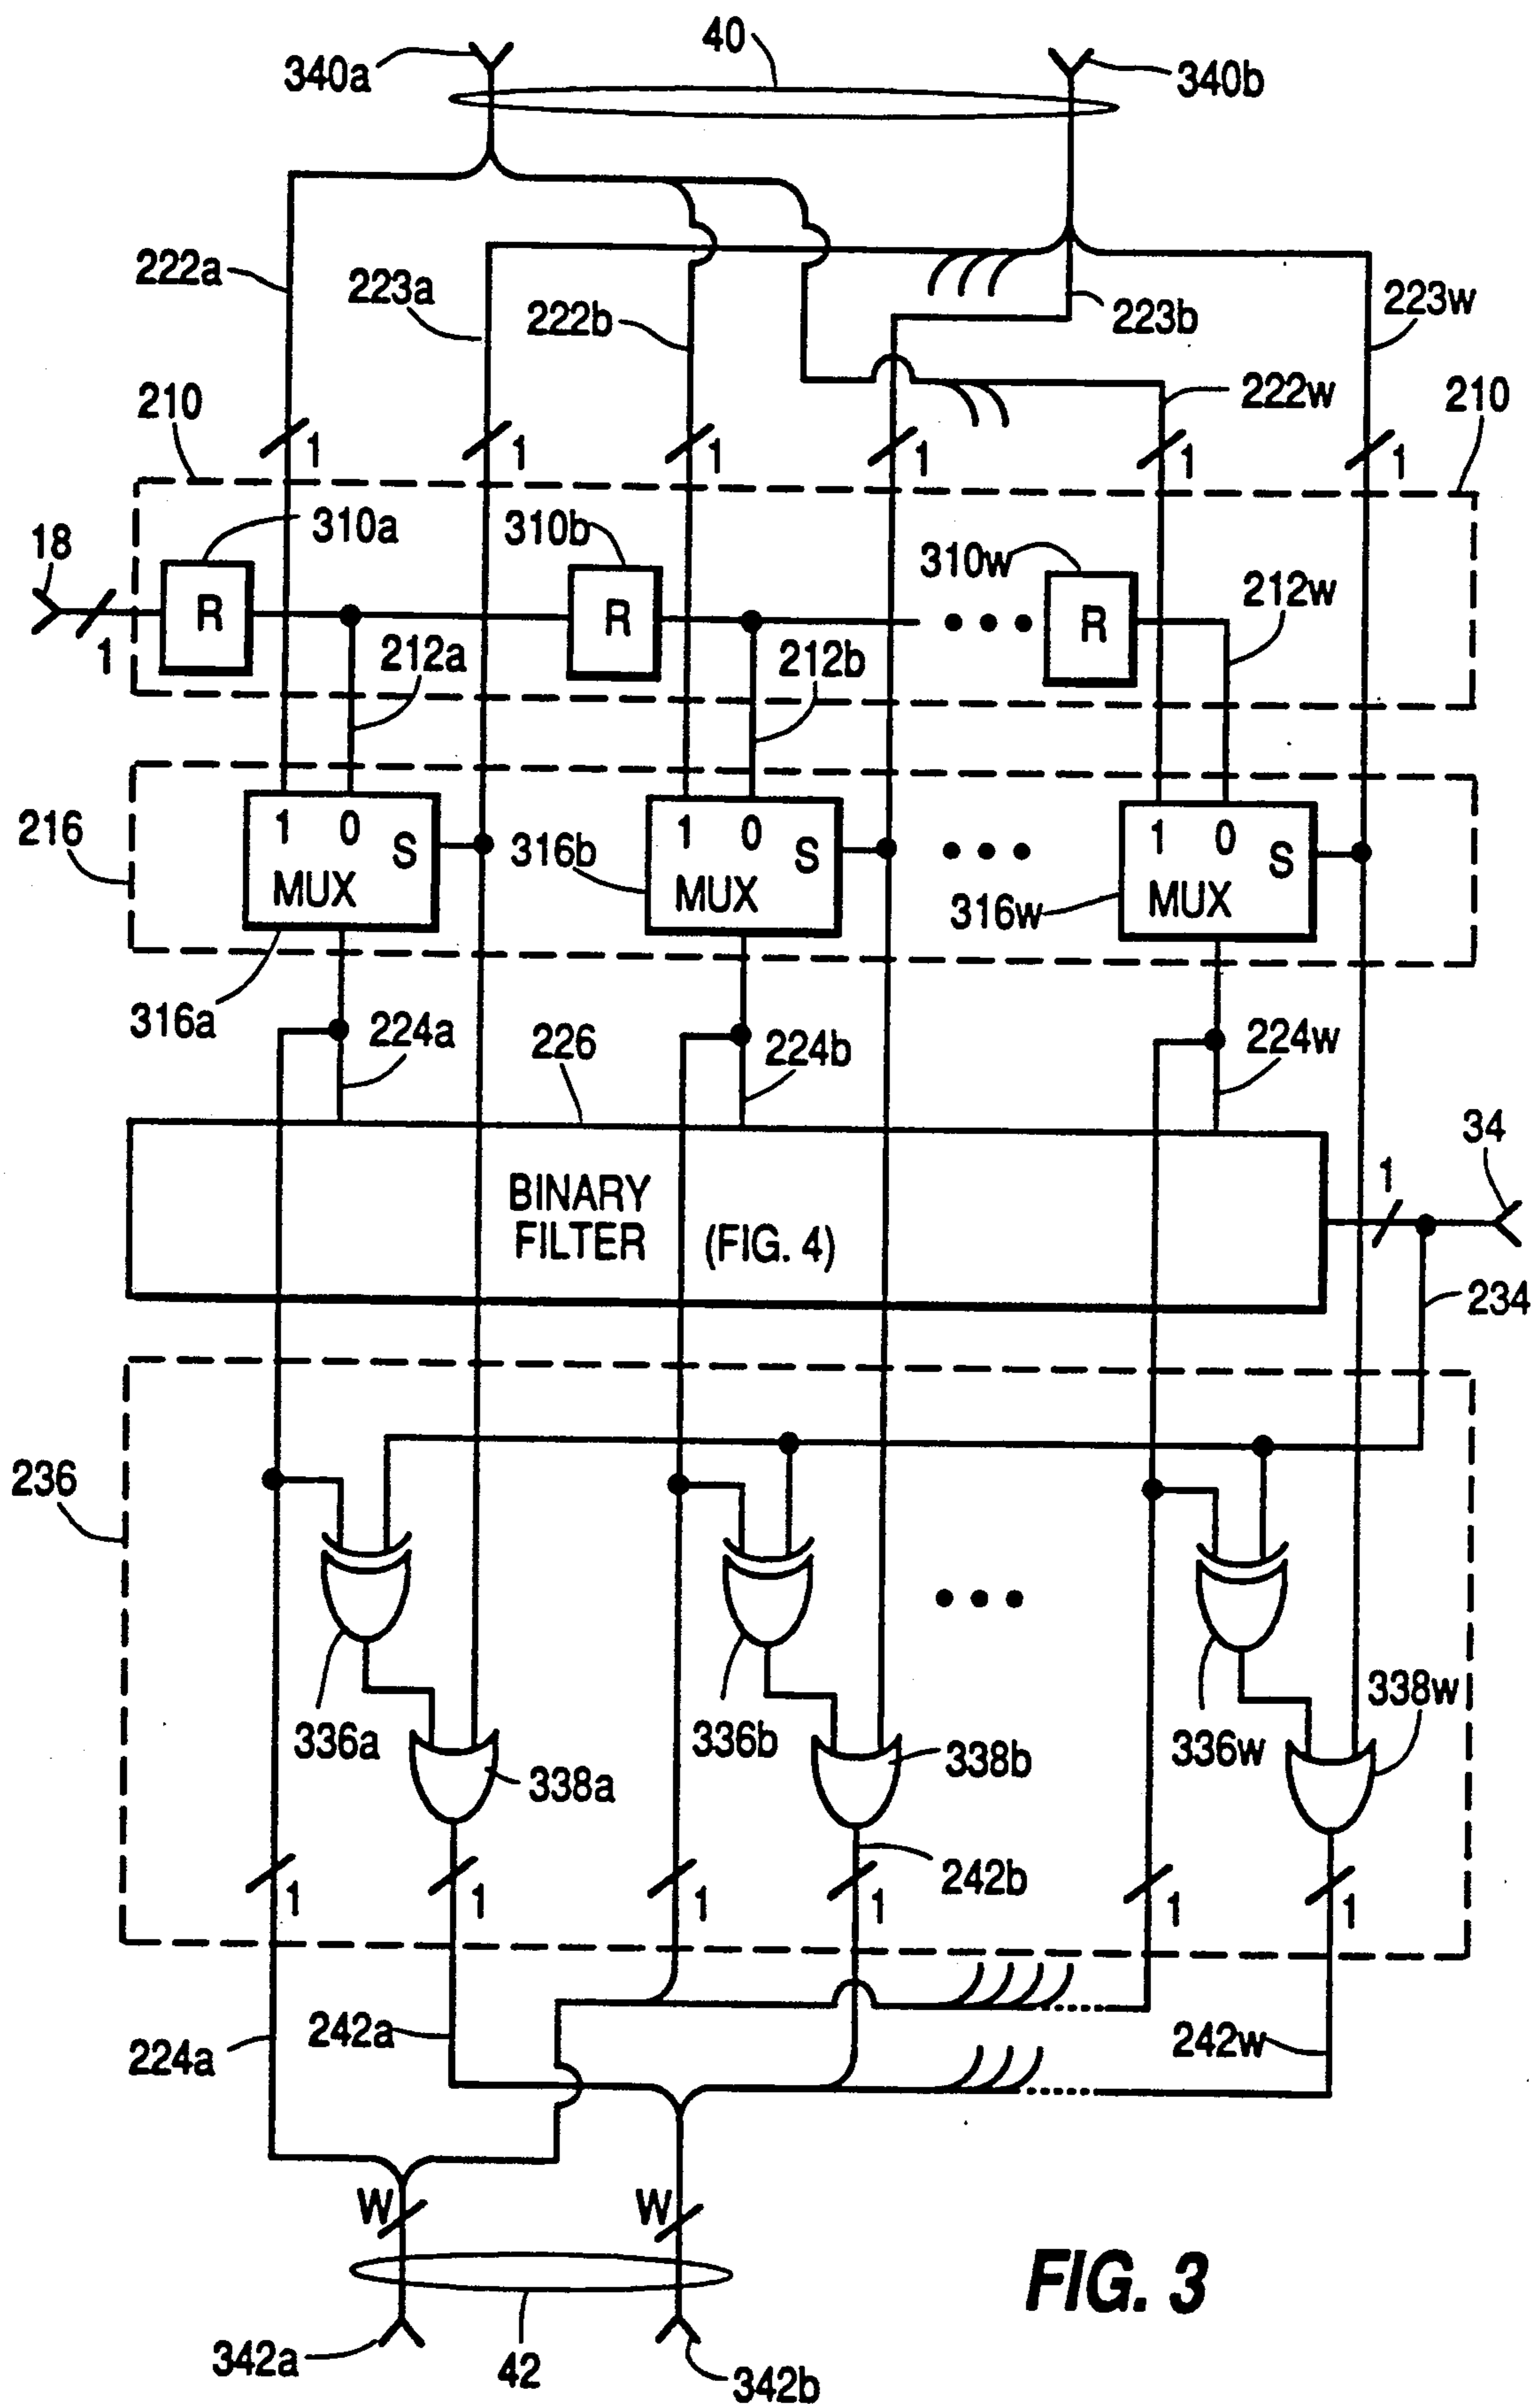 40
340a
340b
222a
223a
222b
223b
223w
210
222w
210
1
1
1
1
1
1
18
310a
310b
310w
212w
1
R
R
R
212a
212b
216
1 0 S
MUX
316b
1 0 S
MUX
316w
1 0 S
MUX
316a
224a
226
224b
224w
34
1
BINARY
FILTER
(FIG. 4)
234
236
336a
338a
336b
338b
336w
338w
1
1
1
242b
1
1
1
224a
242a
242w
W
W
FIG. 3
342a
42
342b